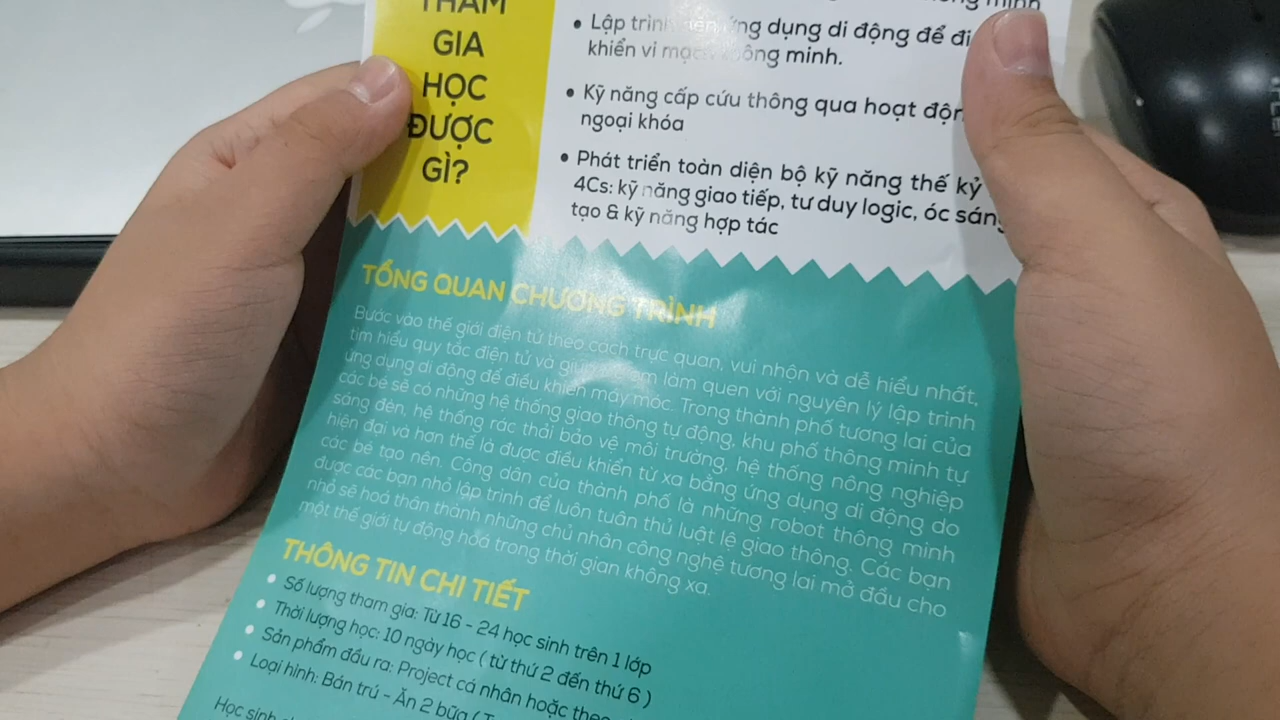 THAM
GIA
HỌC
ĐƯỢC
GÌ?
minh
• Lập trình ứng dụng di động để
khiển vi mạch thông minh.
• Kỹ năng cấp cứu thông qua hoạt
ngoại khóa
• Phát triển toàn diện bộ kỹ năng thế kỷ
4Cs: kỹ năng giao tiếp, tư duy logic, óc sáng
tạo & kỹ năng hợp tác
TỔNG QUAN CHƯƠNG TRÌNH
Bước vào thế giới điện tử theo cách trực quan, vui nhộn và dễ hiểu nhất,
tìm hiểu quy tắc điện tử và làm quen với nguyên lý lập trình
ứng dụng di động để điều khiển máy móc. Trong thành phố tương lai của
các bé sẽ có những hệ thống giao thông tự động, khu phố thông minh tự
sáng đèn, hệ thống rác thải bảo vệ môi trường, hệ thống nông nghiệp
hiện đại và hơn thế là được điều khiển từ xa bằng ứng dụng di động do
các bé tạo nên. Công dân của thành phố là những robot thông minh
được các bạn nhỏ lập trình để luôn tuân thủ luật lệ giao thông. Các bạn
nhỏ sẽ hoá thân thành những chủ nhân công nghệ tương lai mở đầu cho
một thế giới tự động hoá trong thời gian không xa.
THÔNG TIN CHI TIẾT
• Số lượng tham gia: Từ 16 - 24 học sinh trên 1 lớp
• Thời lượng học: 10 ngày học ( từ thứ 2 đến thứ 6 )
• Sản phẩm đầu ra: Project cá nhân hoặc theo
• Loại hình: Bán trú - Ăn 2 bữa (
Học sinh